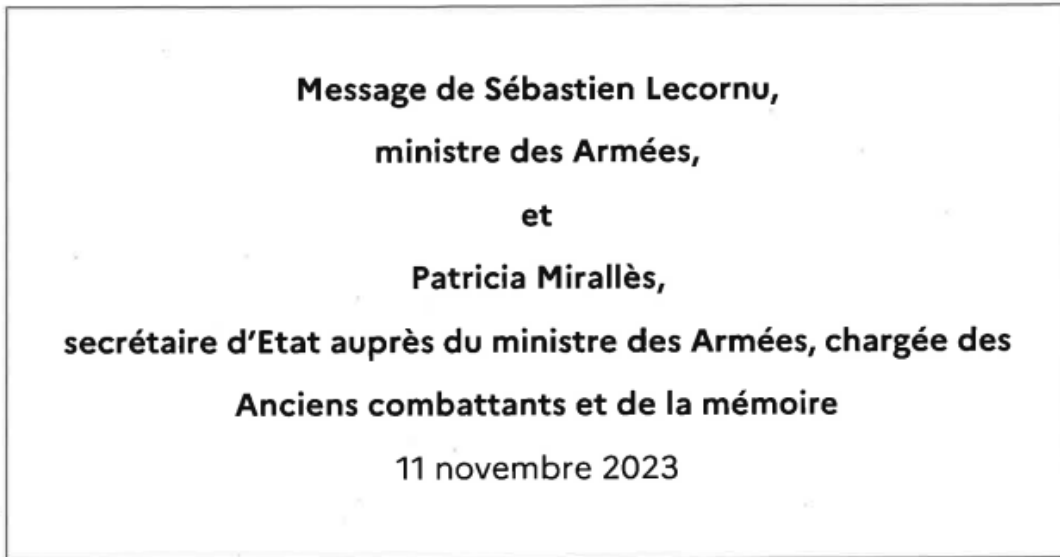 Message de Sébastien Lecornu,
ministre des Armées,
et
Patricia Mirallès,
secrétaire d'Etat auprès du ministre des Armées, chargée des
Anciens combattants et de la mémoire
11 novembre 2023